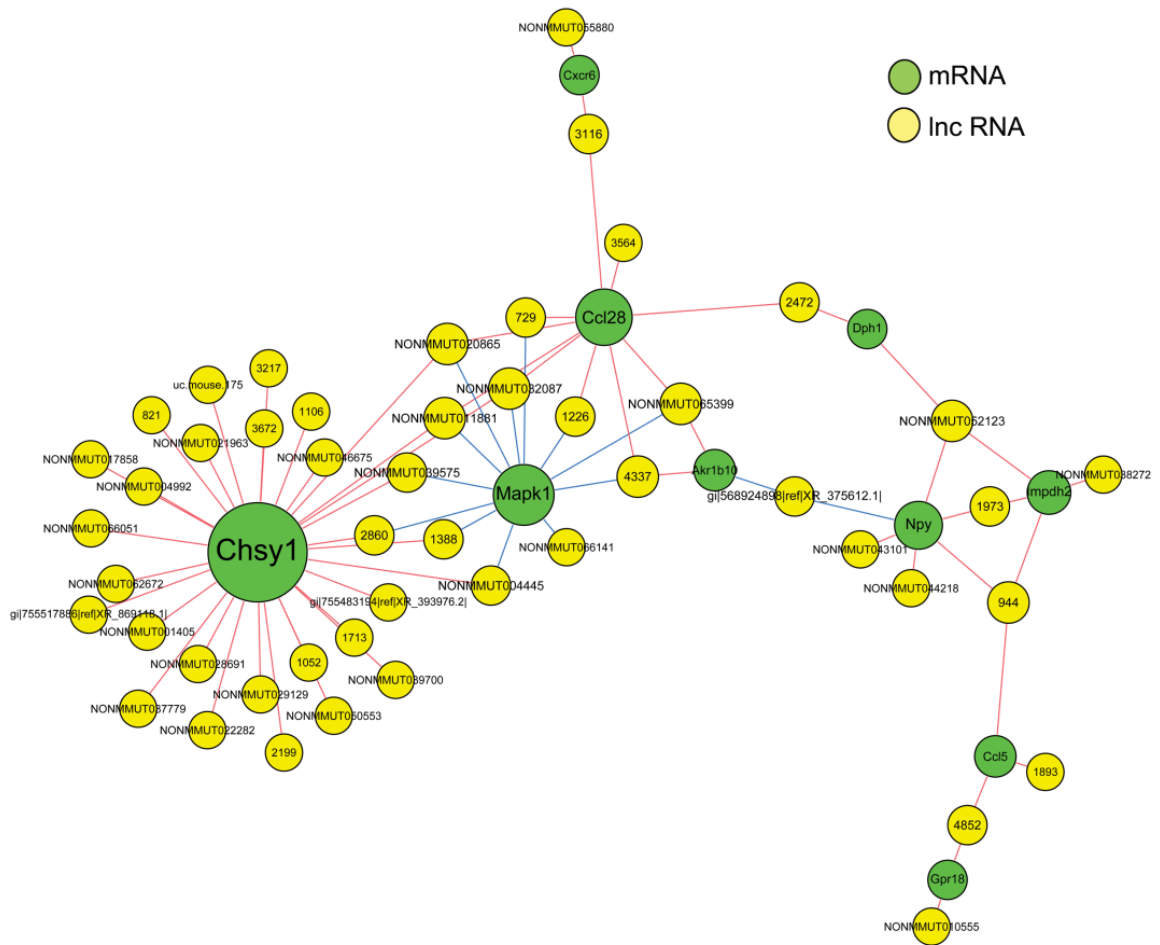 NONMMUT055880
Cxcr6
mRNA
lnc RNA
3116
3564
2472
729
Ccl28
Dph1
NONMMUT020865
3217
uc.mouse.175
NONMMUT032087
NONMMUT065399
821
1106
NONMMUT011881
1226
NONMMUT052123
3672
NONMMUT021963
NONMMUT046675
NONMMUT017858
NONMMUT039575
4337
Akr1b10
NONMMUT038272
NONMMUT004992
Mapk1
gi|568924898|ref|XR_375612.1|
Impdh2
1973
NONMMUT066051
Npy
2860
1388
Chsy1
NONMMUT066141
NONMMUT043101
NONMMUT062672
NONMMUT004445
NONMMUT044218
gi|755483194|ref|XR_393976.2|
944
gi|755517886|ref|XR_869118.1|
NONMMUT001405
1713
NONMMUT028691
1052
NONMMUT039700
NONMMUT029129
NONMMUT037779
NONMMUT050553
NONMMUT022282
2199
Ccl5
1893
4852
Gpr18
NONMMUT010555